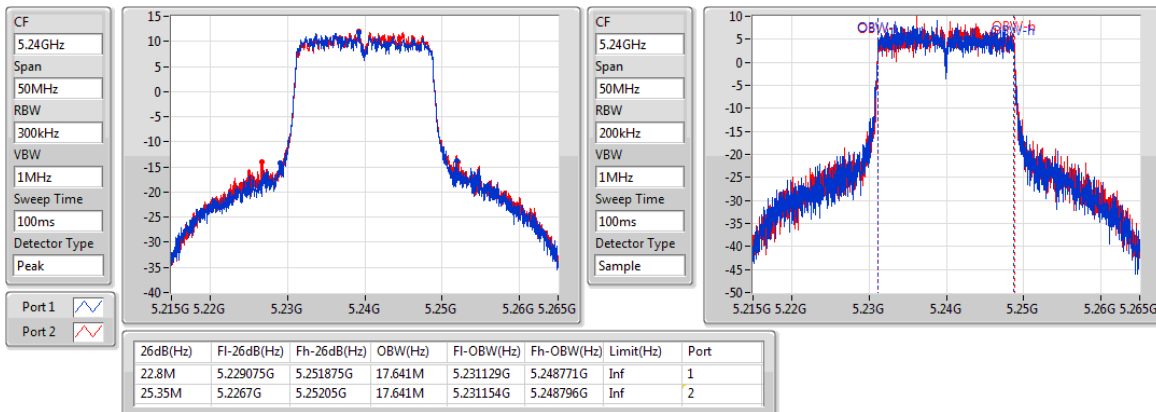 CF
5.24GHz
Span
50MHz
RBW
300kHz
VBW
1MHz
Sweep Time
100ms
Detector Type
Peak
Port 1
Port 2
15
10
5
0
-5
-10
-15
-20
-25
-30
-35
-40
5.215G 5.22G 5.23G 5.24G 5.25G 5.26G 5.265G
CF
5.24GHz
Span
50MHz
RBW
200kHz
VBW
1MHz
Sweep Time
100ms
Detector Type
Sample
10
5
0
-5
-10
-15
-20
-25
-30
-35
-40
-45
-50
OBW-l OBW-h
OBW-h
5.215G 5.22G 5.23G 5.24G 5.25G 5.26G 5.265G
26dB(Hz) Fl-26dB(Hz) Fh-26dB(Hz) OBW(Hz) Fl-OBW(Hz) Fh-OBW(Hz) Limit(Hz) Port
22.8M 5.229075G 5.251875G 17.641M 5.231129G 5.248771G Inf 1
25.35M 5.2267G 5.25205G 17.641M 5.231154G 5.248796G Inf 2